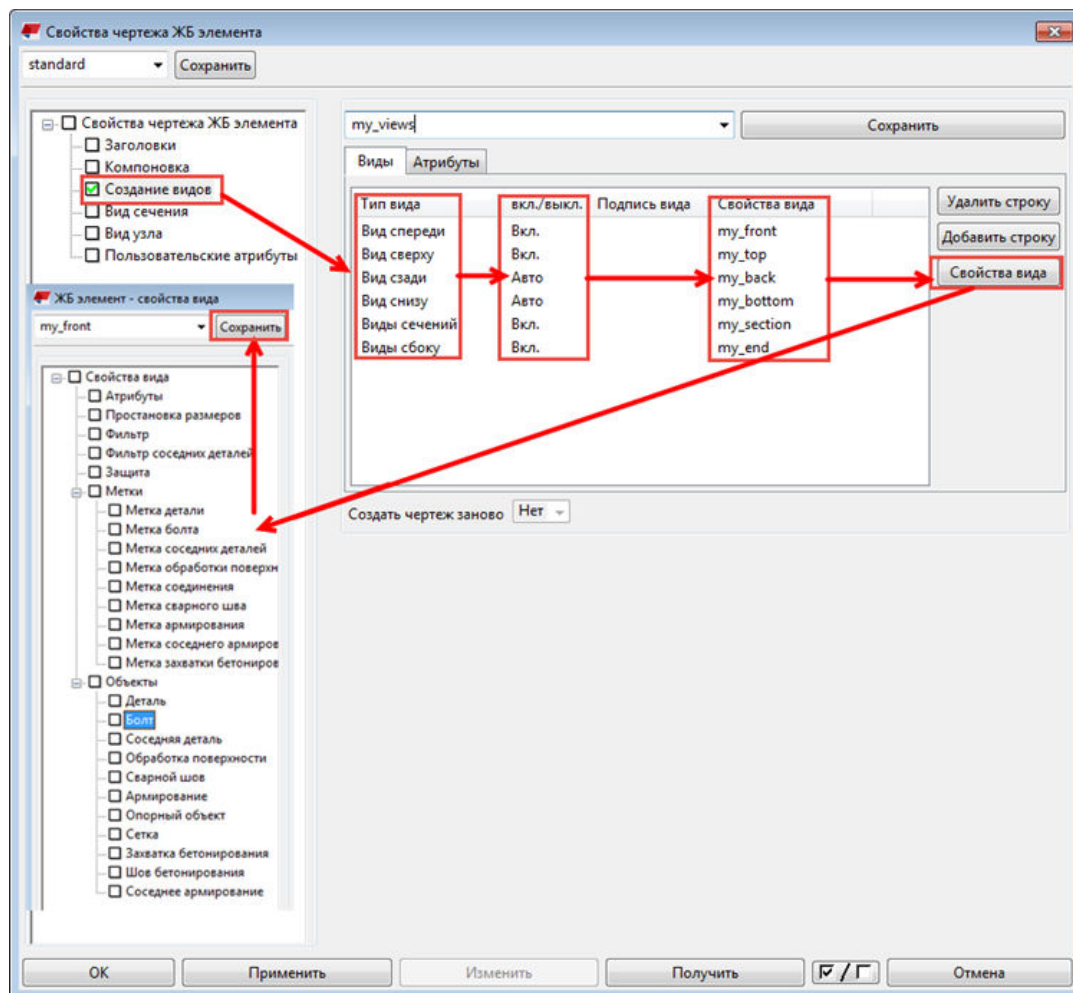 Свойства чертежа ЖБ элемента
standard Сохранить
Свойства чертежа ЖБ элемента
Заголовки
Компоновка
Создание видов
Вид сечения
Вид узла
Пользовательские атрибуты
my_views Сохранить
Виды Атрибуты
Тип вида вкл./выкл. Подпись вида Свойства вида
Вид спереди Вкл. my_front
Вид сверху Вкл. my_top
Вид сзади Авто my_back
Вид снизу Авто my_bottom
Виды сечений Вкл. my_section
Виды сбоку Вкл. my_end
Удалить строку
Добавить строку
Свойства вида
Создать чертеж заново Нет
ЖБ элемент - свойства вида
my_front Сохранить
Свойства вида
Атрибуты
Простановка размеров
Фильтр
Фильтр соседних деталей
Защита
Метки
Метка детали
Метка болта
Метка соседних деталей
Метка обработки поверхн
Метка соединения
Метка сварного шва
Метка армирования
Метка соседнего армиров
Метка захватки бетониров
Объекты
Деталь
Болт
Соседняя деталь
Обработка поверхности
Сварной шов
Армирование
Опорный объект
Сетка
Захватка бетонирования
Шов бетонирования
Соседнее армирование
ОК Применить Изменить Получить / Отмена